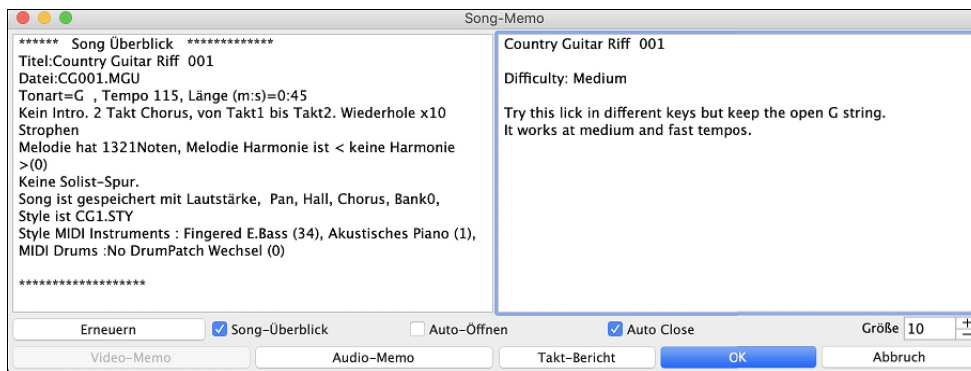 Song-Memo
****** Song Überblick *************
Titel:Country Guitar Riff 001
Datei:CG001.MGU
Tonart=G , Tempo 115, Länge (m:s)=0:45
Kein Intro. 2 Takt Chorus, von Takt1 bis Takt2. Wiederhole x10
Strophen
Melodie hat 1321Noten, Melodie Harmonie ist < keine Harmonie
>(0)
Keine Solist-Spur.
Song ist gespeichert mit Lautstärke, Pan, Hall, Chorus, Bank0,
Style ist CG1.STY
Style MIDI Instruments : Fingered E.Bass (34), Akustisches Piano (1),
MIDI Drums :No DrumPatch Wechsel (0)
*******************
Country Guitar Riff 001
Difficulty: Medium
Try this lick in different keys but keep the open G string.
It works at medium and fast tempos.
Erneuern Song-Überblick Auto-Öffnen Auto Close Größe 10 + −
Video-Memo Audio-Memo Takt-Bericht OK Abbruch